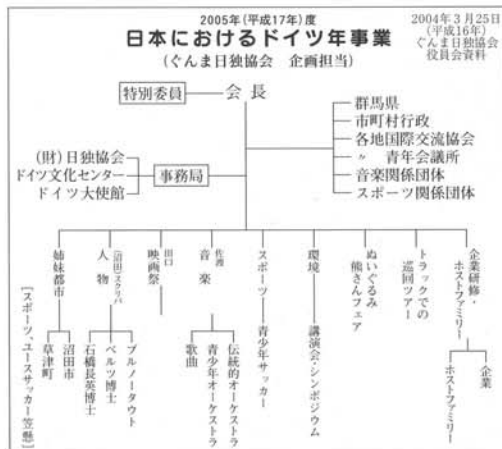 2005年(平成17年)度
日本におけるドイツ年事業
(ぐんま日独協会 企画担当)
2004年3月25日
(平成16年)
ぐんま日独協会
役員会資料
特別委員
会長
群馬県
市町村行政
各地国際交流協会
〃 青年会議所
音楽関係団体
スポーツ関係団体
(財)日独協会
ドイツ文化センター
ドイツ大使館
事務局
企業研修・
ホストファミリー
企業
ホストファミリー
トラックでの
巡回ツアー
ぬいぐるみ
熊さんフェア
環境
講演会・シンポジウム
スポーツ
青少年サッカー
佐渡
音楽
伝統的オーケストラ
青少年オーケストラ
歌曲
田口
映画祭
人物
(沼田)スクリバ
ブルーノータウト
ベルツ博士
石橋長英博士
姉妹都市
沼田市
草津町
[スポーツ、ユースサッカー笠懸]